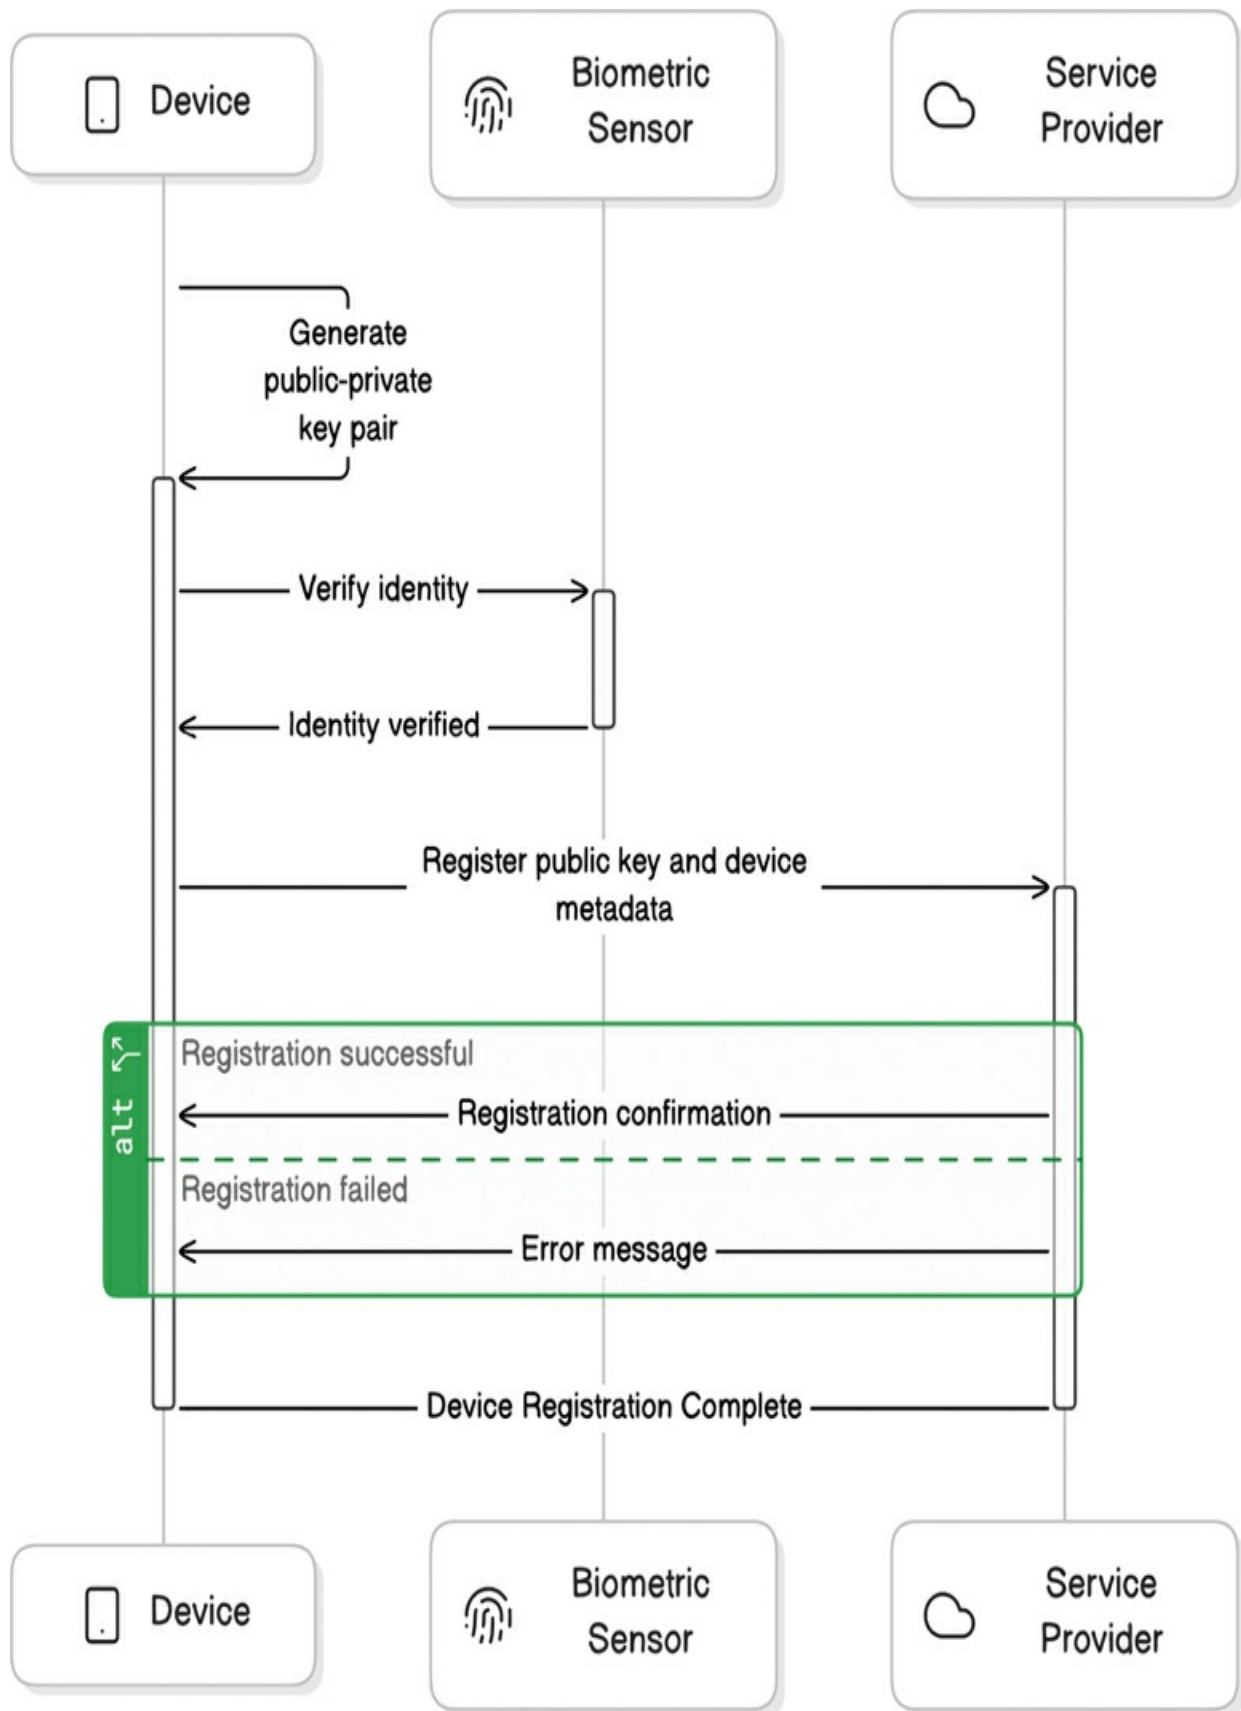 Device
Biometric
Sensor
Service
Provider
Generate
public-private
key pair
Verify identity
Identity verified
Register public key and device
metadata
alt
Registration successful
Registration confirmation
Registration failed
Error message
Device Registration Complete
Device
Biometric
Sensor
Service
Provider